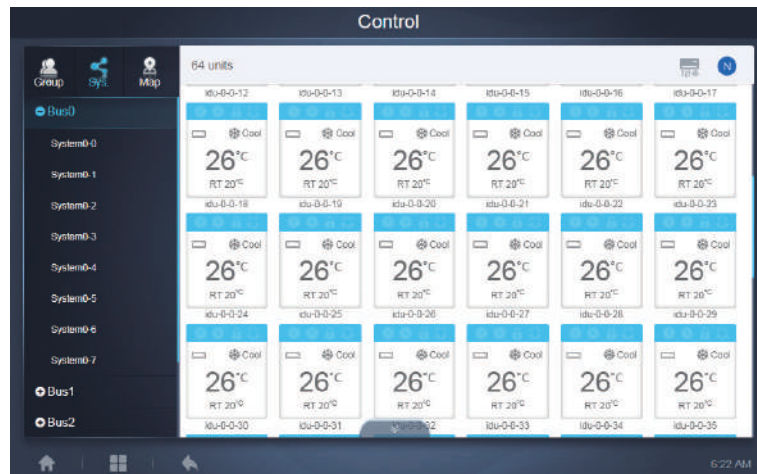 Control
Group Sys. Map
64 units
N
idu-0-0-12 idu-0-0-13 idu-0-0-14 idu-0-0-15 idu-0-0-16 idu-0-0-17
Bus0
Cool Cool Cool Cool Cool Cool
System0-0
26°C 26°C 26°C 26°C 26°C 26°C
System0-1
RT 20°C RT 20°C RT 20°C RT 20°C RT 20°C RT 20°C
System0-2
idu-0-0-18 idu-0-0-19 idu-0-0-20 idu-0-0-21 idu-0-0-22 idu-0-0-23
System0-3
Cool Cool Cool Cool Cool Cool
System0-4
26°C 26°C 26°C 26°C 26°C 26°C
System0-5
RT 20°C RT 20°C RT 20°C RT 20°C RT 20°C RT 20°C
idu-0-0-24 idu-0-0-25 idu-0-0-26 idu-0-0-27 idu-0-0-28 idu-0-0-29
System0-6
Cool Cool Cool Cool Cool Cool
System0-7
26°C 26°C 26°C 26°C 26°C 26°C
Bus1
RT 20°C RT 20°C RT 20°C RT 20°C RT 20°C RT 20°C
Bus2
idu-0-0-30 idu-0-0-31 idu-0-0-32 idu-0-0-33 idu-0-0-34 idu-0-0-35
6:22 AM